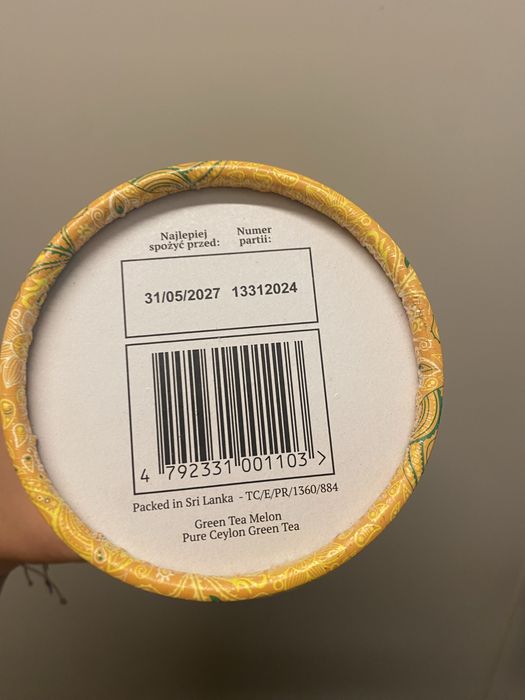 Najlepiej
spożyć przed:
Numer
partii:
31/05/2027 13312024
4 792331 001103 >
Packed in Sri Lanka - TC/E/PR/1360/884
Green Tea Melon
Pure Ceylon Green Tea